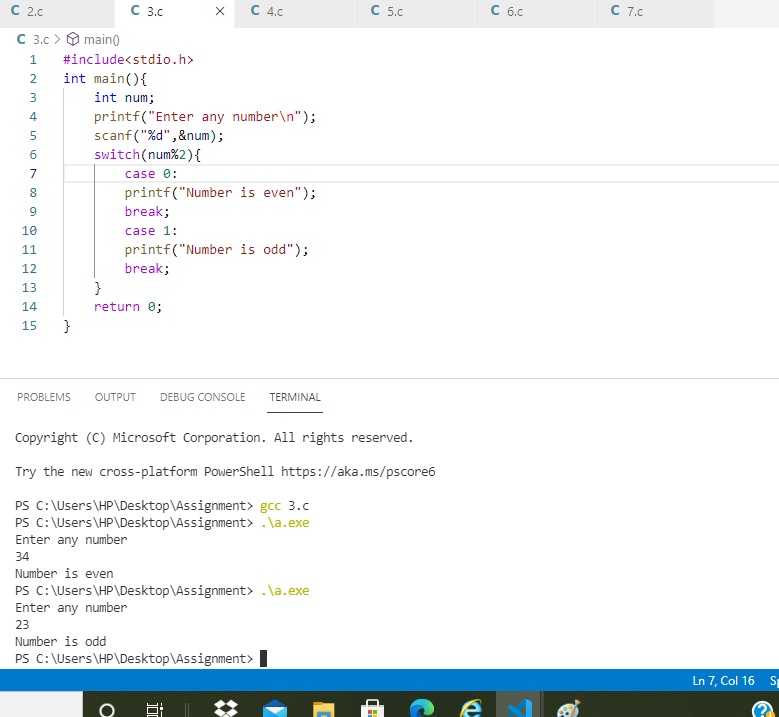 C 2.c C 3.c × C 4.c C 5.c C 6.c C 7.c
C 3.c > main()
1 #include<stdio.h>
2 int main(){
3 int num;
4 printf("Enter any number\n");
5 scanf("%d",&num);
6 switch(num%2){
7 case 0:
8 printf("Number is even");
9 break;
10 case 1:
11 printf("Number is odd");
12 break;
13 }
14 return 0;
15 }
PROBLEMS OUTPUT DEBUG CONSOLE TERMINAL
Copyright (C) Microsoft Corporation. All rights reserved.
Try the new cross-platform PowerShell https://aka.ms/pscore6
PS C:\Users\HP\Desktop\Assignment> gcc 3.c
PS C:\Users\HP\Desktop\Assignment> .\a.exe
Enter any number
34
Number is even
PS C:\Users\HP\Desktop\Assignment> .\a.exe
Enter any number
23
Number is odd
PS C:\Users\HP\Desktop\Assignment>
Ln 7, Col 16 Sp